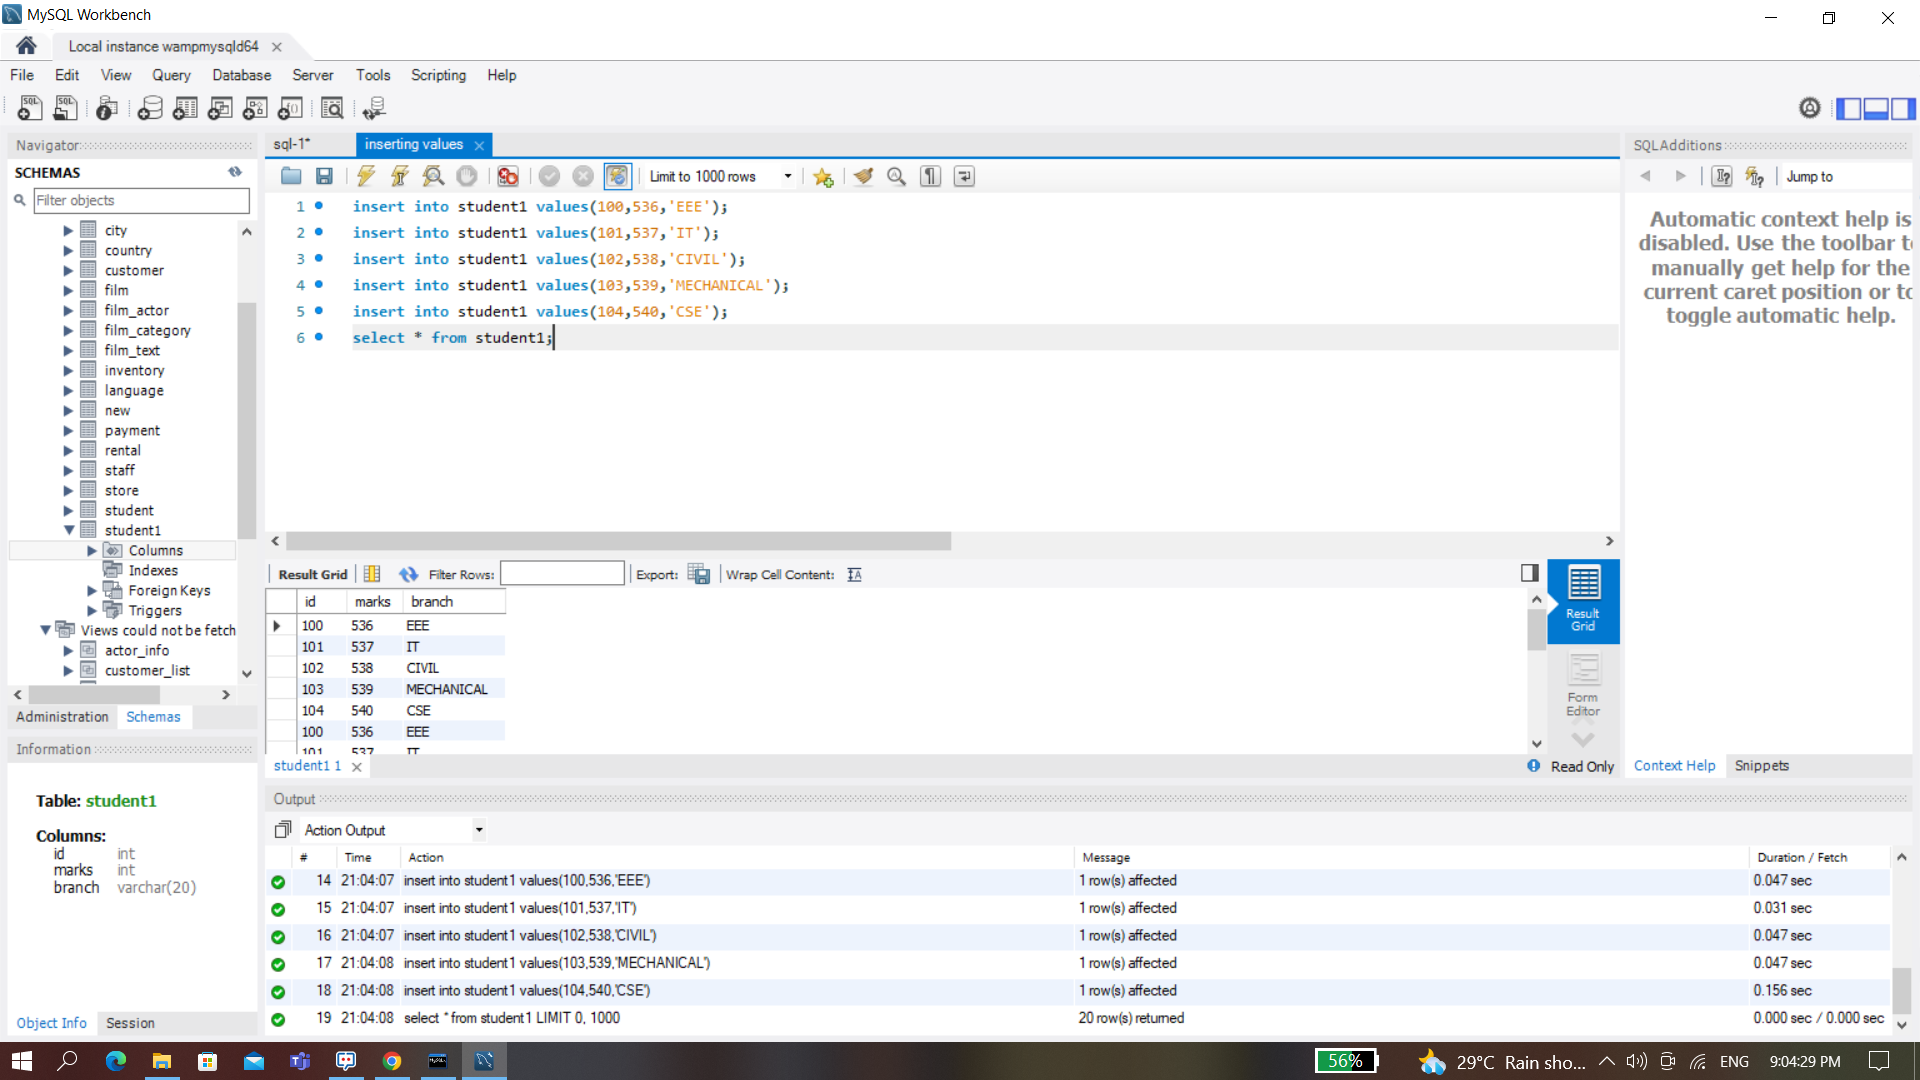 MySQL Workbench
Local instance wampmysqld64
File Edit View Query Database Server Tools Scripting Help
Navigator
SCHEMAS
Filter objects
city
country
customer
film
film_actor
film_category
film_text
inventory
language
new
payment
rental
staff
store
student
student1
Columns
Indexes
Foreign Keys
Triggers
Views could not be fetch
actor_info
customer_list
Administration Schemas
Information
Table: student1
Columns:
id int
marks int
branch varchar(20)
Object Info Session
sql-1* inserting values
Limit to 1000 rows
1 insert into student1 values(100,536,'EEE');
2 insert into student1 values(101,537,'IT');
3 insert into student1 values(102,538,'CIVIL');
4 insert into student1 values(103,539,'MECHANICAL');
5 insert into student1 values(104,540,'CSE');
6 select * from student1;
Result Grid Filter Rows: Export: Wrap Cell Content:
id marks branch
100 536 EEE
101 537 IT
102 538 CIVIL
103 539 MECHANICAL
104 540 CSE
100 536 EEE
101 537 IT
Result Grid
Form Editor
student1 1
Read Only
SQLAdditions
Jump to
Automatic context help is
disabled. Use the toolbar t
manually get help for the
current caret position or to
toggle automatic help.
Context Help Snippets
Output
Action Output
# Time Action Message Duration / Fetch
14 21:04:07 insert into student1 values(100,536,'EEE') 1 row(s) affected 0.047 sec
15 21:04:07 insert into student1 values(101,537,'IT') 1 row(s) affected 0.031 sec
16 21:04:07 insert into student1 values(102,538,'CIVIL') 1 row(s) affected 0.047 sec
17 21:04:08 insert into student1 values(103,539,'MECHANICAL') 1 row(s) affected 0.047 sec
18 21:04:08 insert into student1 values(104,540,'CSE') 1 row(s) affected 0.156 sec
19 21:04:08 select * from student1 LIMIT 0, 1000 20 row(s) returned 0.000 sec / 0.000 sec
56% 29°C Rain sho... ENG 9:04:29 PM